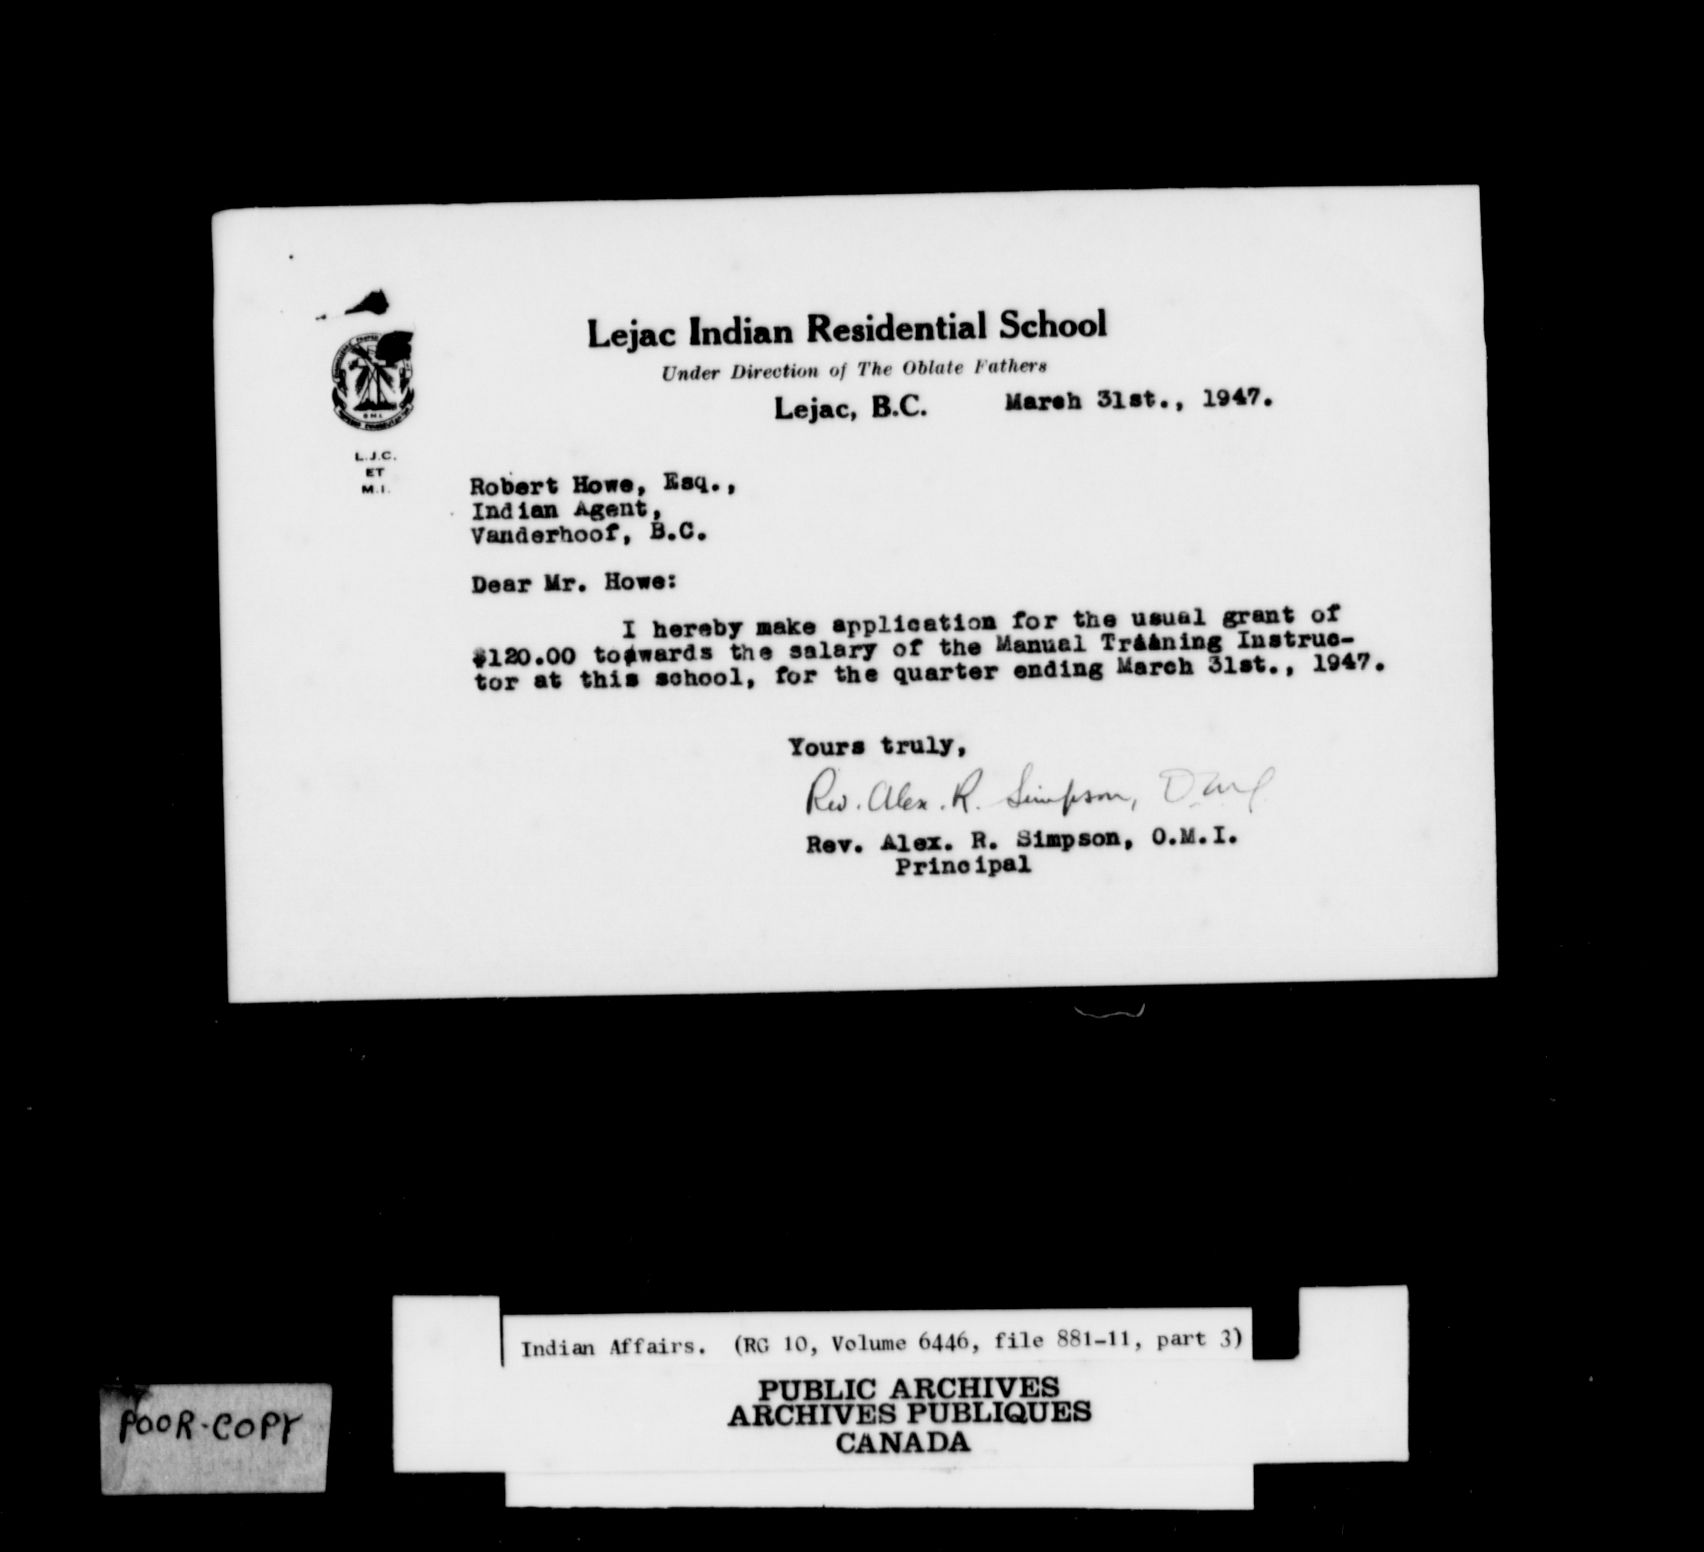 Lejac Indian Residential School
Under Direction of The Oblate Fathers
Lejac, B.C. March 31st., 1947.
O M I
L.J.C.
ET
M.I.
Robert Howe, Esq.,
Indian Agent,
Vanderhoof, B.C.
Dear Mr. Howe:
I hereby make application for the usual grant of
$120.00 towards the salary of the Manual Training Instruc-
tor at this school, for the quarter ending March 31st., 1947.
Yours truly,
Rev. Alex. R. Simpson, OMI
Rev. Alex. R. Simpson, O.M.I.
Principal
Indian Affairs. (RG 10, Volume 6446, file 881-11, part 3)
PUBLIC ARCHIVES
ARCHIVES PUBLIQUES
CANADA
POOR-COPY